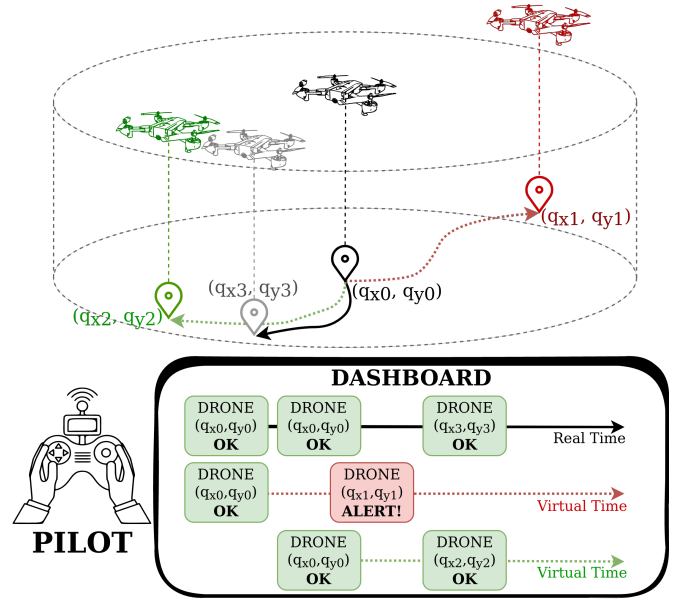 (qx1, qy1)
(qx3, qy3)
(qx0, qy0)
(qx2, qy2)
DASHBOARD
DRONE
(qx0,qy0)
OK
DRONE
(qx0,qy0)
OK
DRONE
(qx3,qy3)
OK
Real Time
DRONE
(qx0,qy0)
OK
DRONE
(qx1,qy1)
ALERT!
Virtual Time
PILOT
DRONE
(qx0,qy0)
OK
DRONE
(qx2,qy2)
OK
Virtual Time